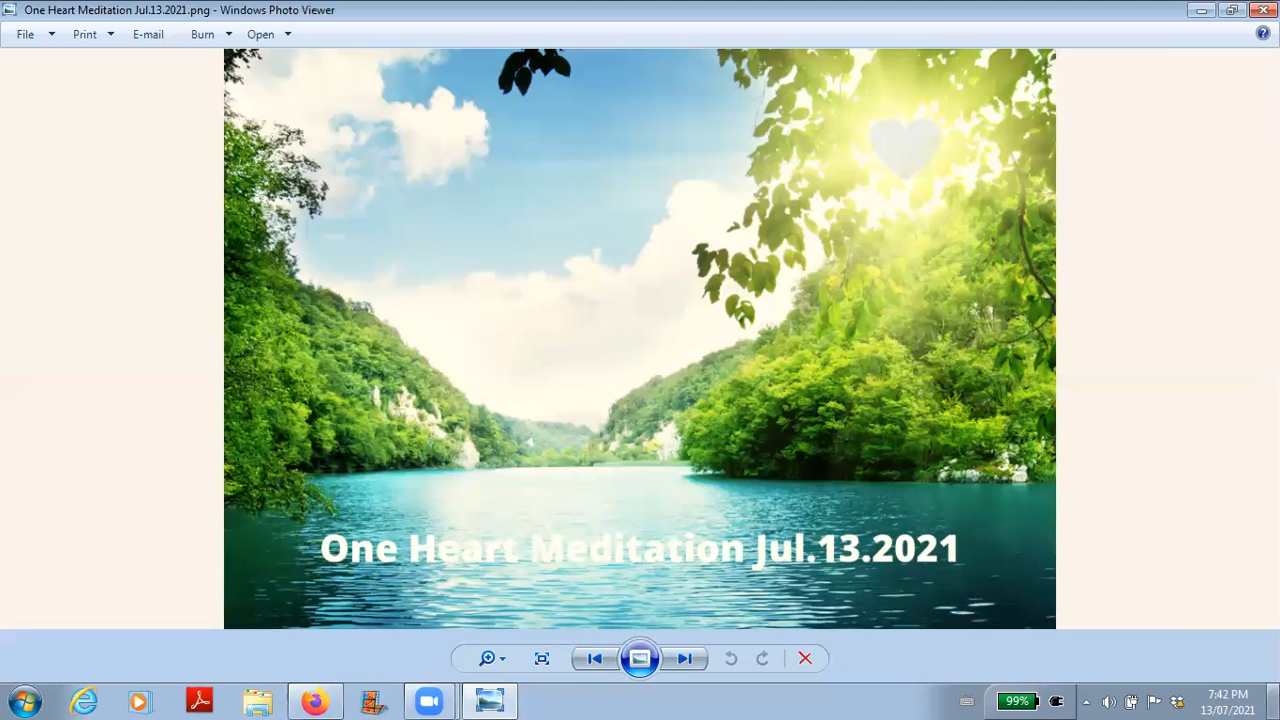 One Heart Meditation Jul.13.2021.png - Windows Photo Viewer
File Print E-mail Burn Open
One Heart Meditation Jul.13.2021
99%
7:42 PM
13/07/2021